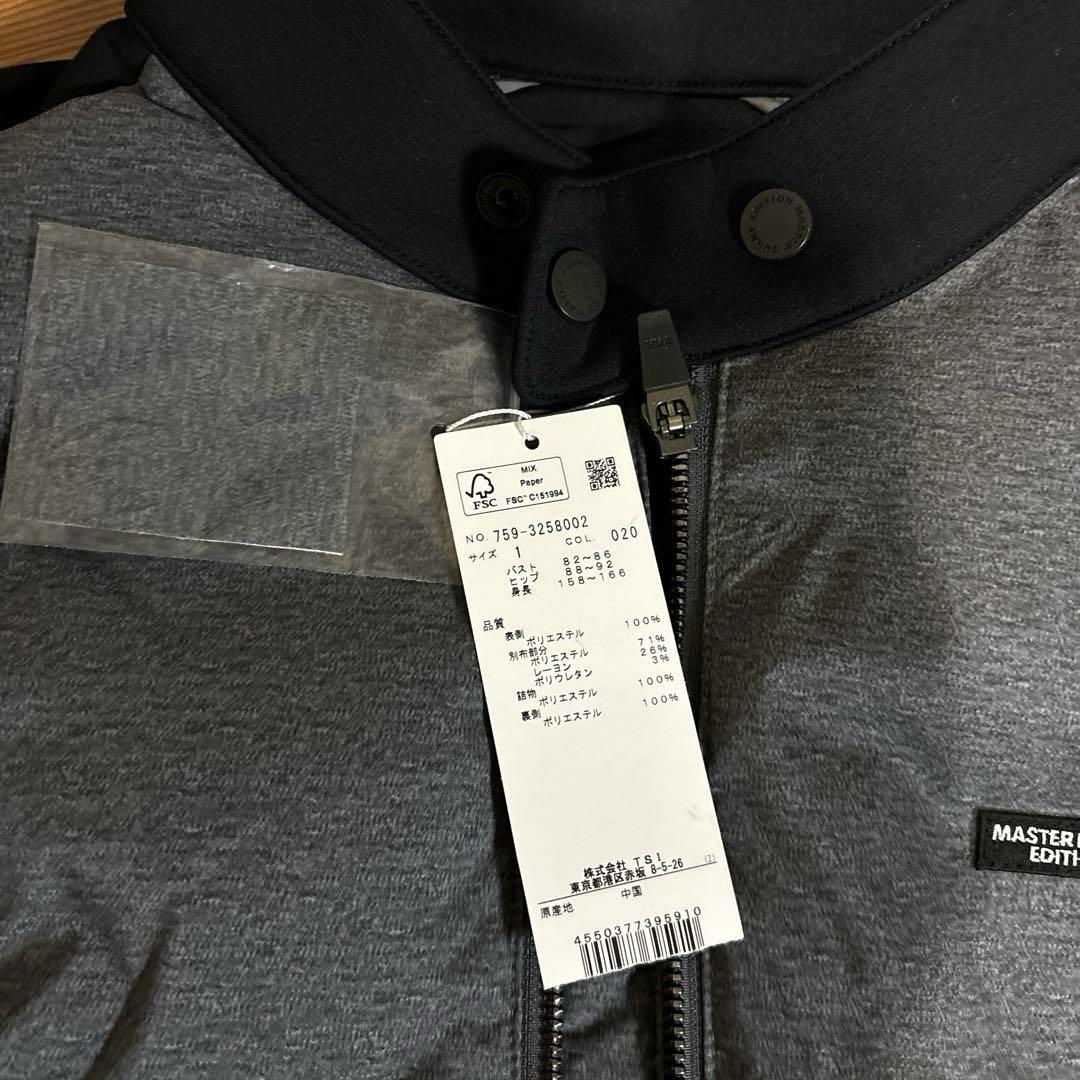 MASTER BUNNY EDITION
MIX
Paper
FSC™ C151994
FSC
NO. 759-3258002
COL. 020
サイズ 1
バスト 82~86
ヒップ 88~92
身長 158~166
品質
表側
ポリエステル 100%
別布部分
ポリエステル 71%
レーヨン 26%
ポリウレタン 3%
詰物
ポリエステル 100%
裏側
ポリエステル 100%
株式会社 TSI
東京都港区赤坂 8-5-26 (2)
原産地 中国
4550377395910
MASTER
EDITI